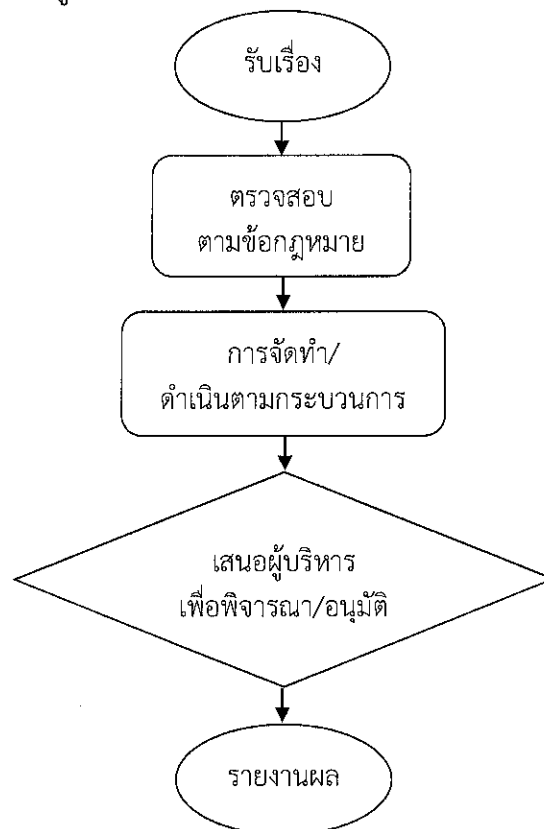 รับเรื่อง
ตรวจสอบ
ตามข้อกฎหมาย
การจัดทำ/
ดำเนินตามกระบวนการ
เสนอผู้บริหาร
เพื่อพิจารณา/อนุมัติ
รายงานผล